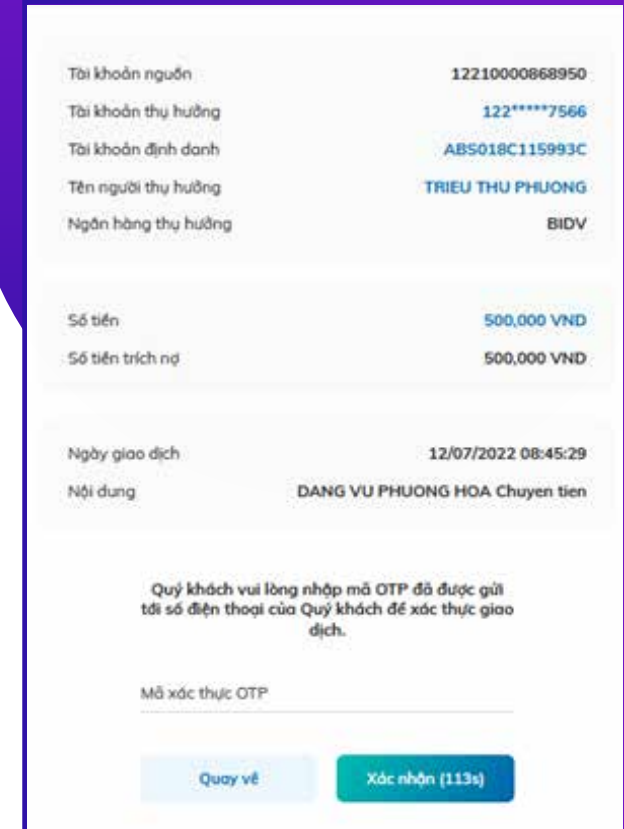 Tài khoản nguồn 12210000868950
Tài khoản thụ hưởng 122*****7566
Tài khoản định danh ABS018C115993C
Tên người thụ hưởng TRIEU THU PHUONG
Ngân hàng thụ hưởng BIDV
Số tiền 500,000 VND
Số tiền trích nợ 500,000 VND
Ngày giao dịch 12/07/2022 08:45:29
Nội dung DANG VU PHUONG HOA Chuyen tien
Quý khách vui lòng nhập mã OTP đã được gửi
tới số điện thoại của Quý khách để xác thực giao
dịch.
Mã xác thực OTP
Quay về Xác nhận (113s)